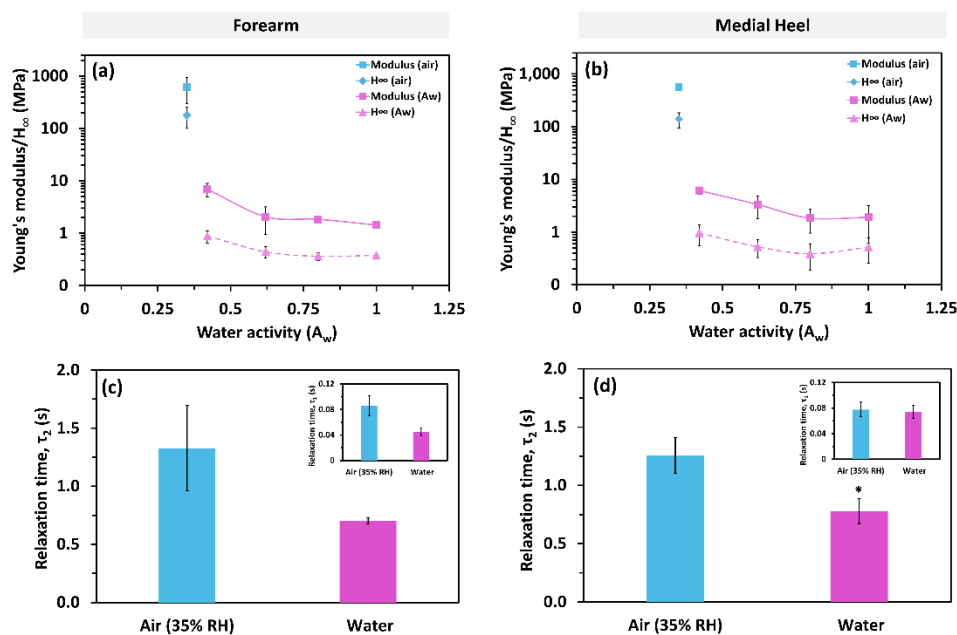 Forearm
Medial Heel
(a)
Modulus (air)
H∞ (air)
Modulus (Aw)
H∞ (Aw)
Young's modulus/H∞ (MPa)
1000
100
10
1
0
0
0.25
0.5
0.75
1
1.25
Water activity (Aw)
(b)
Modulus (air)
H∞ (air)
Modulus (Aw)
H∞ (Aw)
Young's modulus/H∞ (MPa)
1,000
100
10
1
0
0
0.25
0.5
0.75
1
1.25
Water activity (Aw)
(c)
Relaxation time, τ2 (s)
2.0
1.5
1.0
0.5
0.0
Air (35% RH)
Water
Relaxation time, τ1 (s)
0.12
0.08
0.04
0
Air (35% RH)
Water
(d)
Relaxation time, τ2 (s)
2.0
1.5
1.0
0.5
0.0
*
Air (35% RH)
Water
Relaxation time, τ2 (s)
0.12
0.08
0.04
0
Air (35% RH)
Water